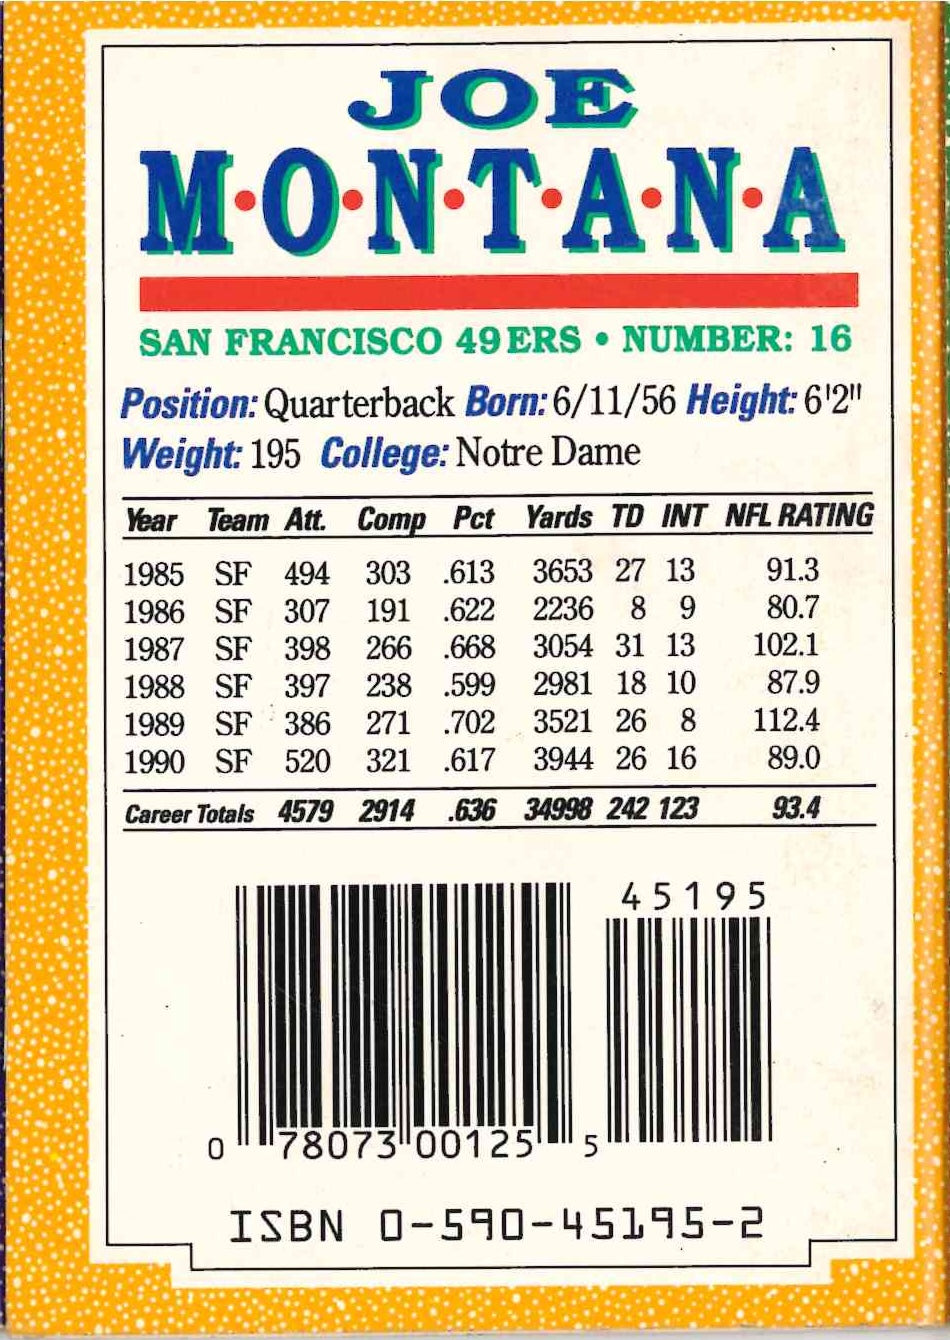 JOE
M•O•N•T•A•N•A
SAN FRANCISCO 49ERS • NUMBER: 16
Position: Quarterback Born: 6/11/56 Height: 6'2"
Weight: 195 College: Notre Dame
Year Team Att. Comp Pct Yards TD INT NFL RATING
1985 SF 494 303 .613 3653 27 13 91.3
1986 SF 307 191 .622 2236 8 9 80.7
1987 SF 398 266 .668 3054 31 13 102.1
1988 SF 397 238 .599 2981 18 10 87.9
1989 SF 386 271 .702 3521 26 8 112.4
1990 SF 520 321 .617 3944 26 16 89.0
Career Totals 4579 2914 .636 34998 242 123 93.4
45195
0 78073 00125 5
ISBN 0-590-45195-2